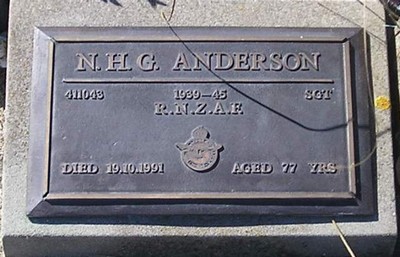 N. H. G. ANDERSON
411043 1939-45 SGT
R.N.Z.A.F.
DIED 19.10.1991 AGED 77 YRS